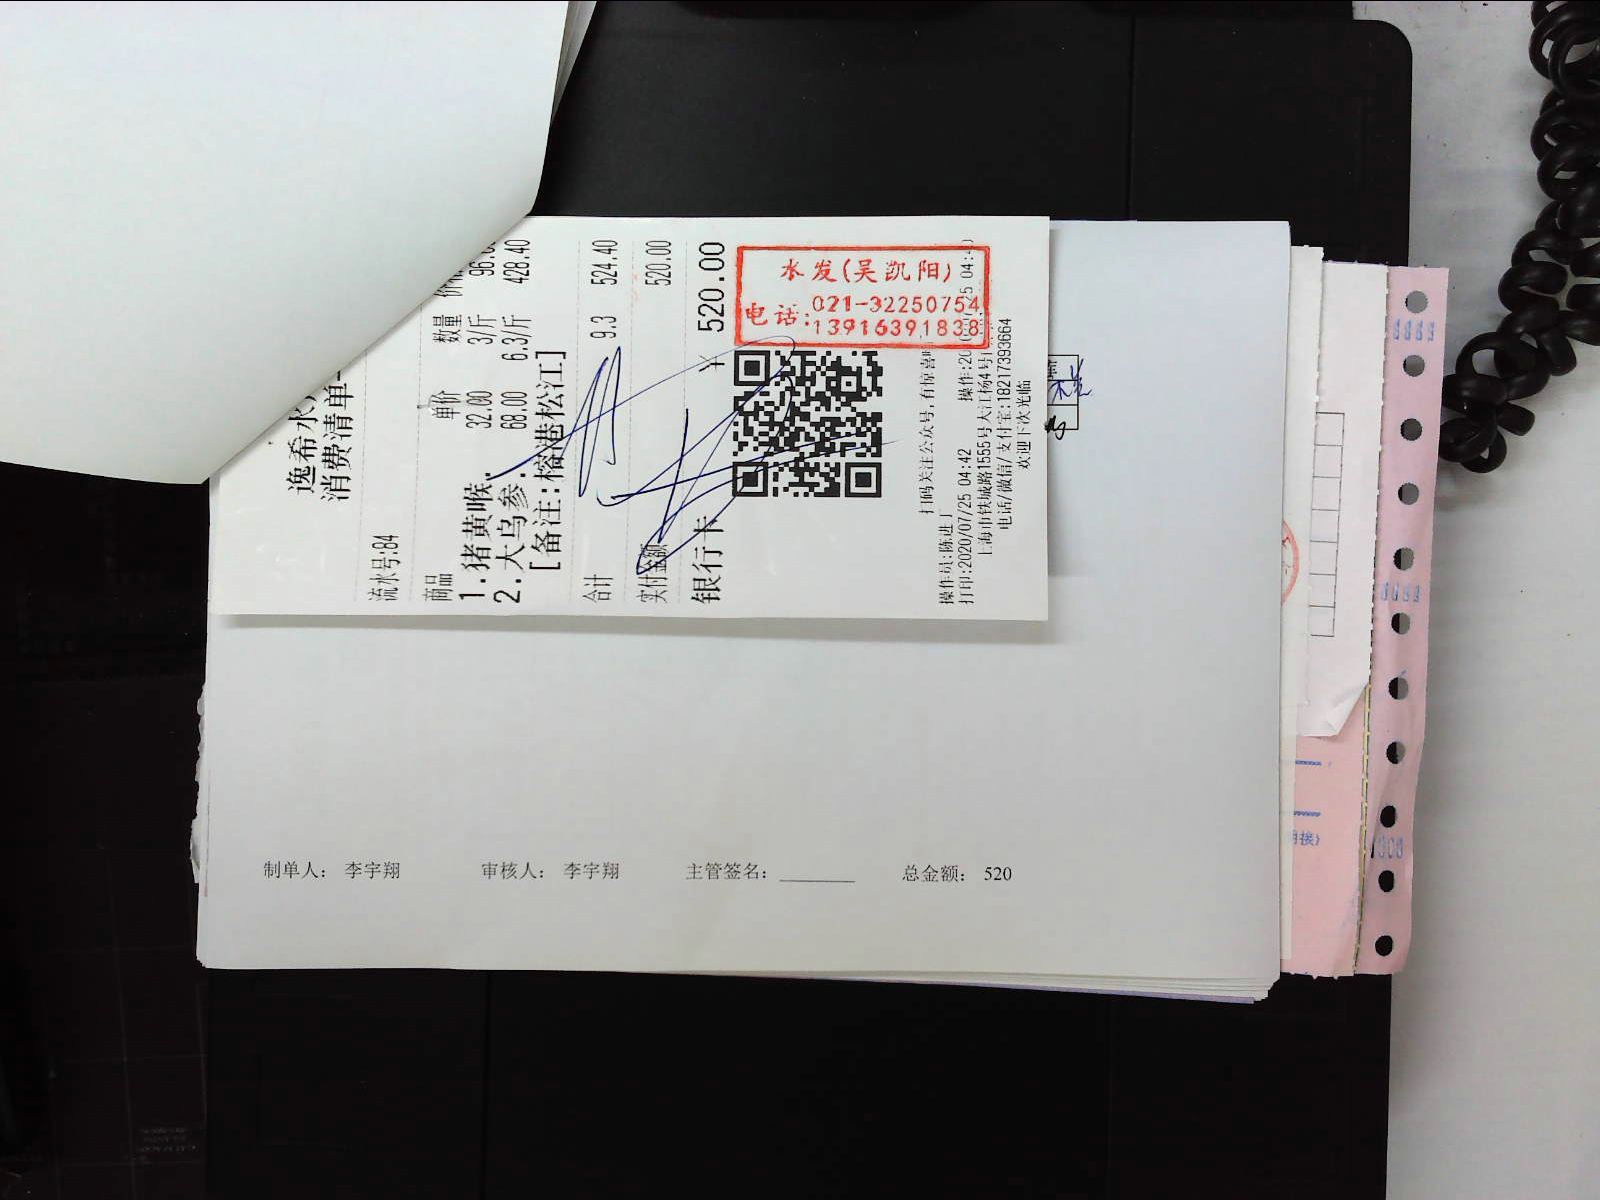 逸希水
消费清单
流水号:84
商品 单价 数量 价
1.猪黄喉. 32.00 3/斤 96.0
2.大乌参. 68.00 6.3/斤 428.40
[备注:榕港松江]
合计 9.3 524.40
实付金额 520.00
银行卡 ¥ 520.00
水发(吴凯阳)
电话:021-32250754
13916391838
扫码关注公众号,有惊喜
操作员:陈进丁
打印:2020/07/25 04:42 操作:20
上海市铁城路1555号大江杨4号
电话/微信/支付宝:18217393664
欢迎下次光临
制单人: 李宇翔 审核人: 李宇翔 主管签名: 总金额: 520